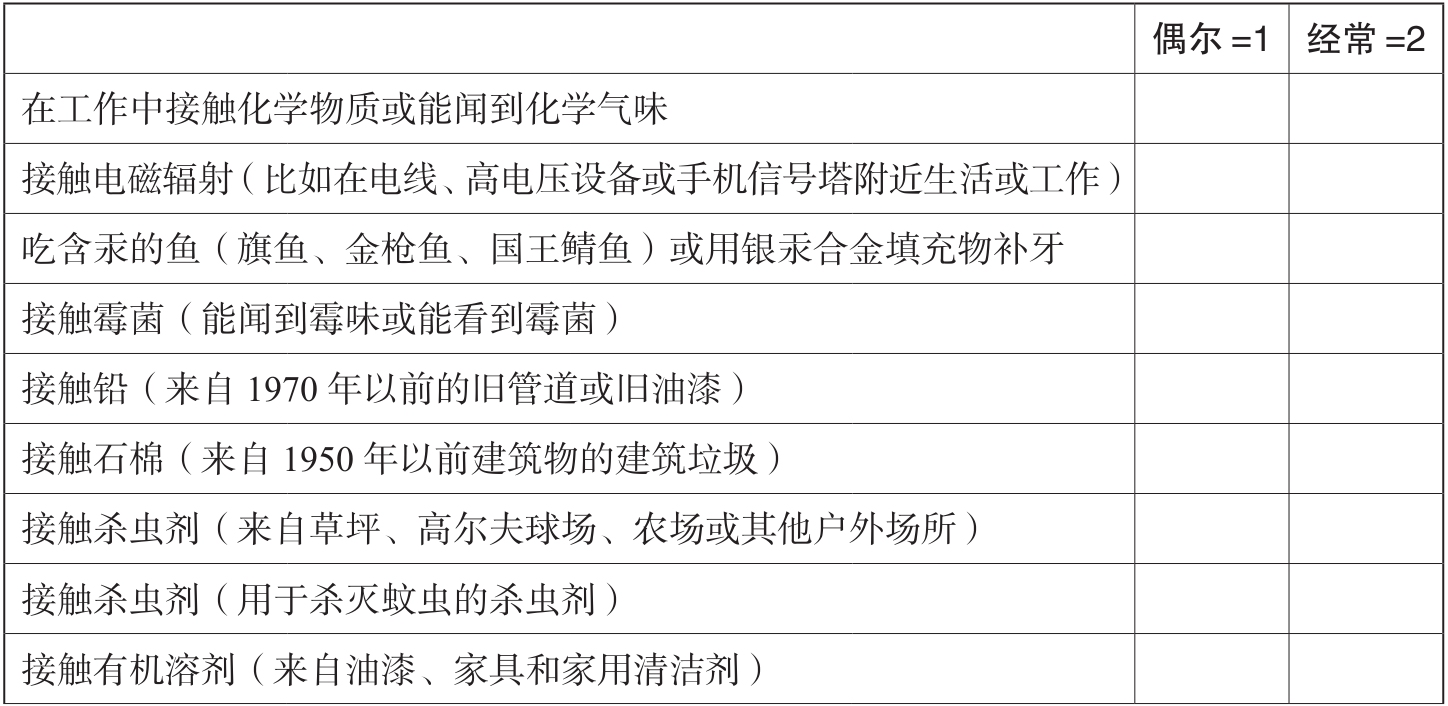 偶尔 =1 经常 =2
在工作中接触化学物质或能闻到化学气味
接触电磁辐射（比如在电线、高电压设备或手机信号塔附近生活或工作）
吃含汞的鱼（旗鱼、金枪鱼、国王鲭鱼）或用银汞合金填充物补牙
接触霉菌（能闻到霉味或能看到霉菌）
接触铅（来自 1970 年以前的旧管道或旧油漆）
接触石棉（来自 1950 年以前建筑物的建筑垃圾）
接触杀虫剂（来自草坪、高尔夫球场、农场或其他户外场所）
接触杀虫剂（用于杀灭蚊虫的杀虫剂）
接触有机溶剂（来自油漆、家具和家用清洁剂）